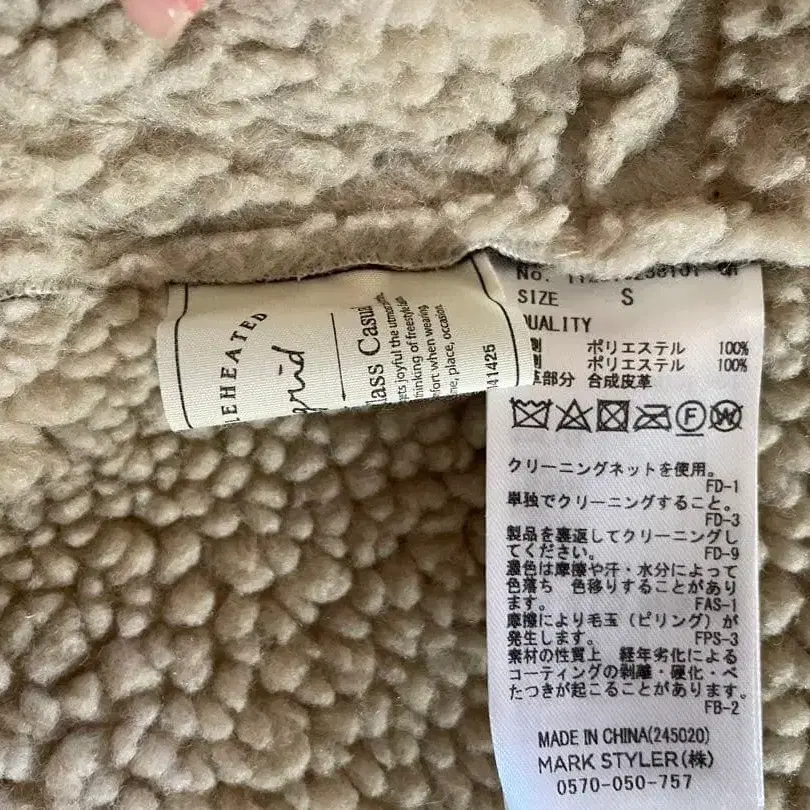 LEHEATED
grid
lass Casu
ets joyful the utmo
thinking of freestyle
fort when wearing
me, place, occasion
41425
No.
SIZE S
QUALITY
ポリエステル 100%
ポリエステル 100%
革部分 合成皮革
F W
クリーニングネットを使用。
FD-1
単独でクリーニングすること。
FD-3
製品を裏返してクリーニングし
てください。 FD-9
濃色は摩擦や汗・水分によって
色落ち 色移りすることがあり
ます。 FAS-1
摩擦により毛玉(ピリング)が
発生します。 FPS-3
素材の性質上 経年劣化による
コーティングの剥離・硬化・べ
たつきが起こることがあります。
FB-2
MADE IN CHINA(245020)
MARK STYLER(株)
0570-050-757